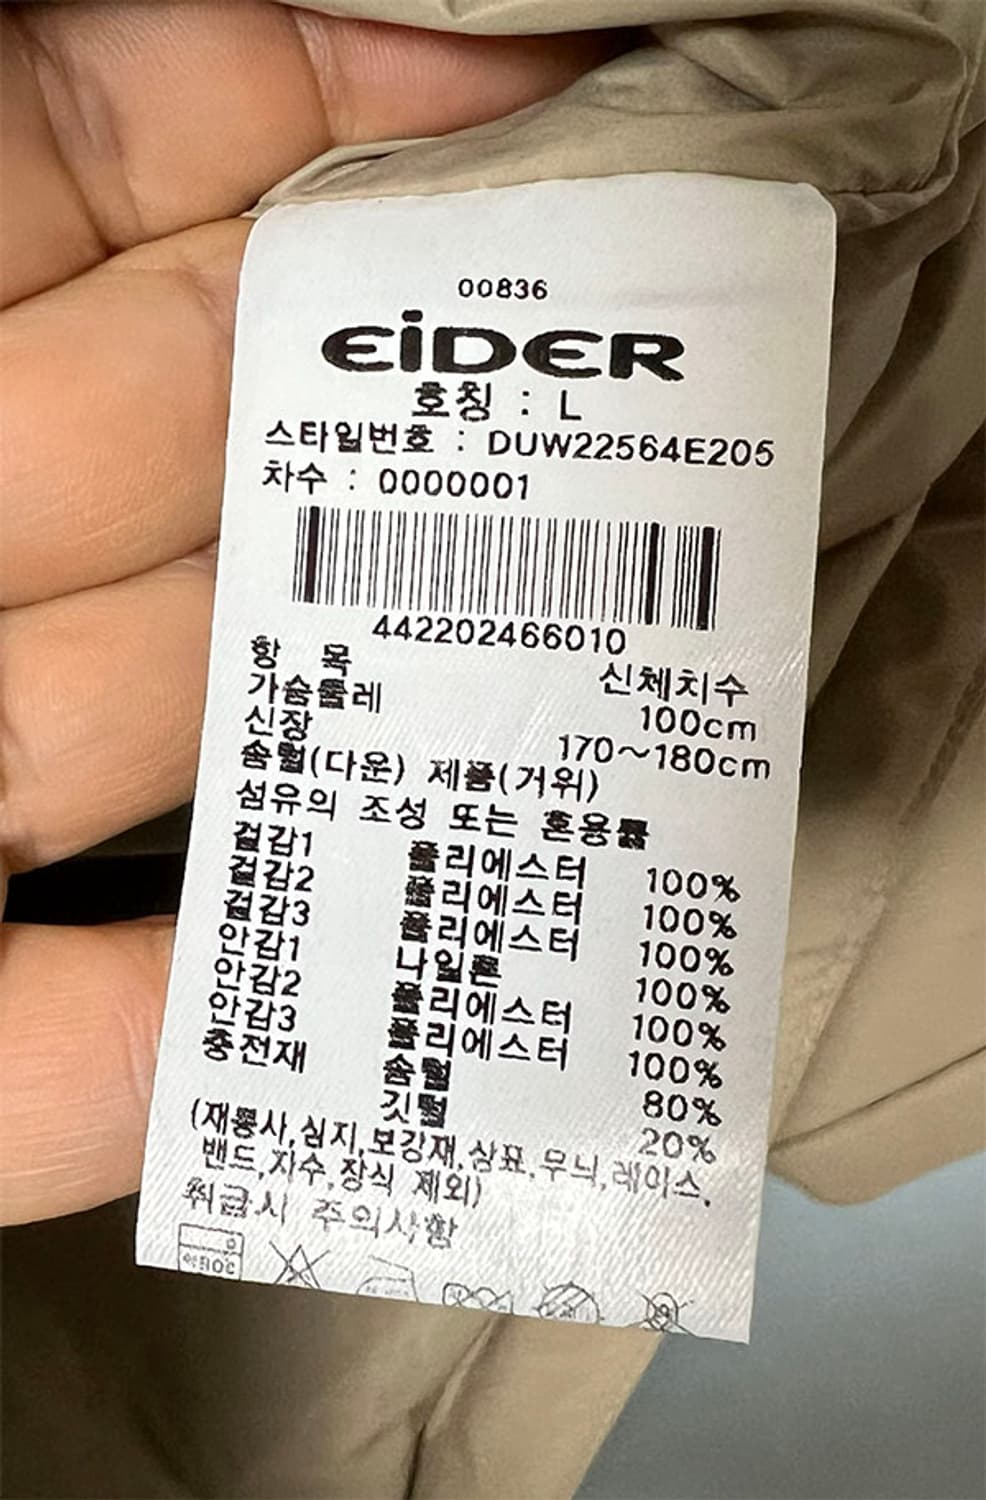 00836
EiDER
호칭 : L
스타일번호 : DUW22564E205
차수 : 0000001
442202466010
항 목 신체치수
가슴둘레 100cm
신장 170~180cm
솜털(다운) 제품(거위)
섬유의 조성 또는 혼용률
겉감1 폴리에스터 100%
겉감2 폴리에스터 100%
겉감3 폴리에스터 100%
안감1 나일론 100%
안감2 폴리에스터 100%
안감3 폴리에스터 100%
충전재 솜털 80%
깃털 20%
(재봉사,심지,보강재,상표,무늬,레이스,
밴드,자수,장식 제외)
취급시 주의사항